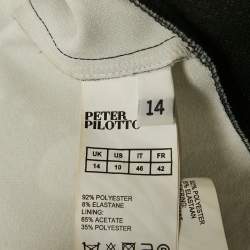 PETER
PILOTTO
14
UK US IT FR
14 10 46 42
92% POLYESTER
8% ELASTANE
LINING:
65% ACETATE
35% POLYESTER